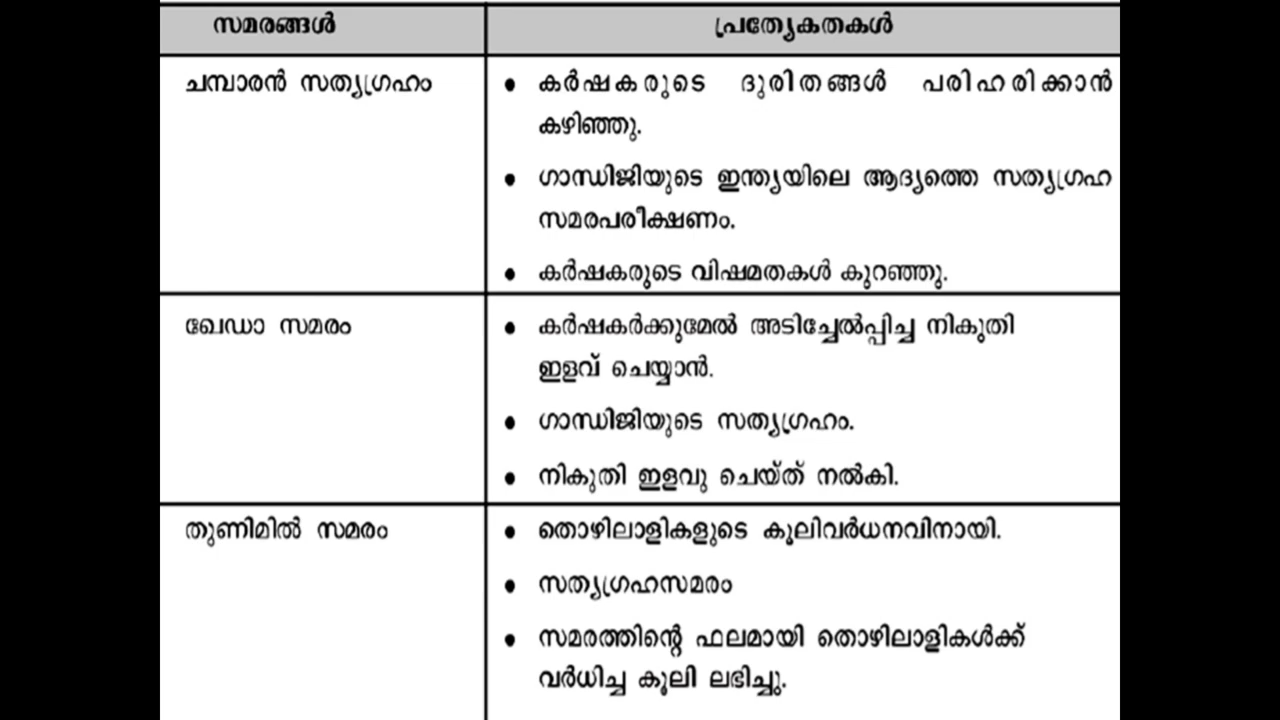 സമരങ്ങൾ
പ്രത്യേകതകൾ
ചമ്പാരൻ സത്യഗ്രഹം
• കർഷകരുടെ ദുരിതങ്ങൾ പരിഹരിക്കാൻ
കഴിഞ്ഞു.
• ഗാന്ധിജിയുടെ ഇന്ത്യയിലെ ആദ്യത്തെ സത്യഗ്രഹ
സമരപരീക്ഷണം.
• കർഷകരുടെ വിഷമതകൾ കുറഞ്ഞു.
ഖേഡാ സമരം
• കർഷകർക്കുമേൽ അടിച്ചേൽപ്പിച്ച നികുതി
ഇളവ് ചെയ്യാൻ.
• ഗാന്ധിജിയുടെ സത്യഗ്രഹം.
• നികുതി ഇളവു ചെയ്ത് നൽകി.
തുണിമിൽ സമരം
• തൊഴിലാളികളുടെ കൂലിവർധനവിനായി.
• സത്യഗ്രഹസമരം
• സമരത്തിന്റെ ഫലമായി തൊഴിലാളികൾക്ക്
വർധിച്ച കൂലി ലഭിച്ചു.